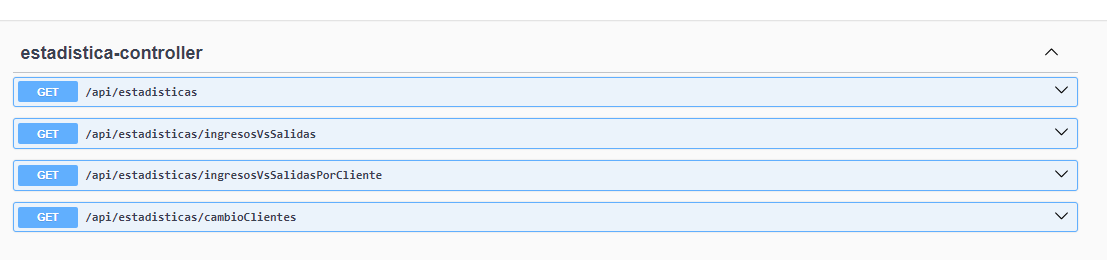 estadistica-controller
GET /api/estadisticas
GET /api/estadisticas/ingresosVsSalidas
GET /api/estadisticas/ingresosVsSalidasPorCliente
GET /api/estadisticas/cambioClientes